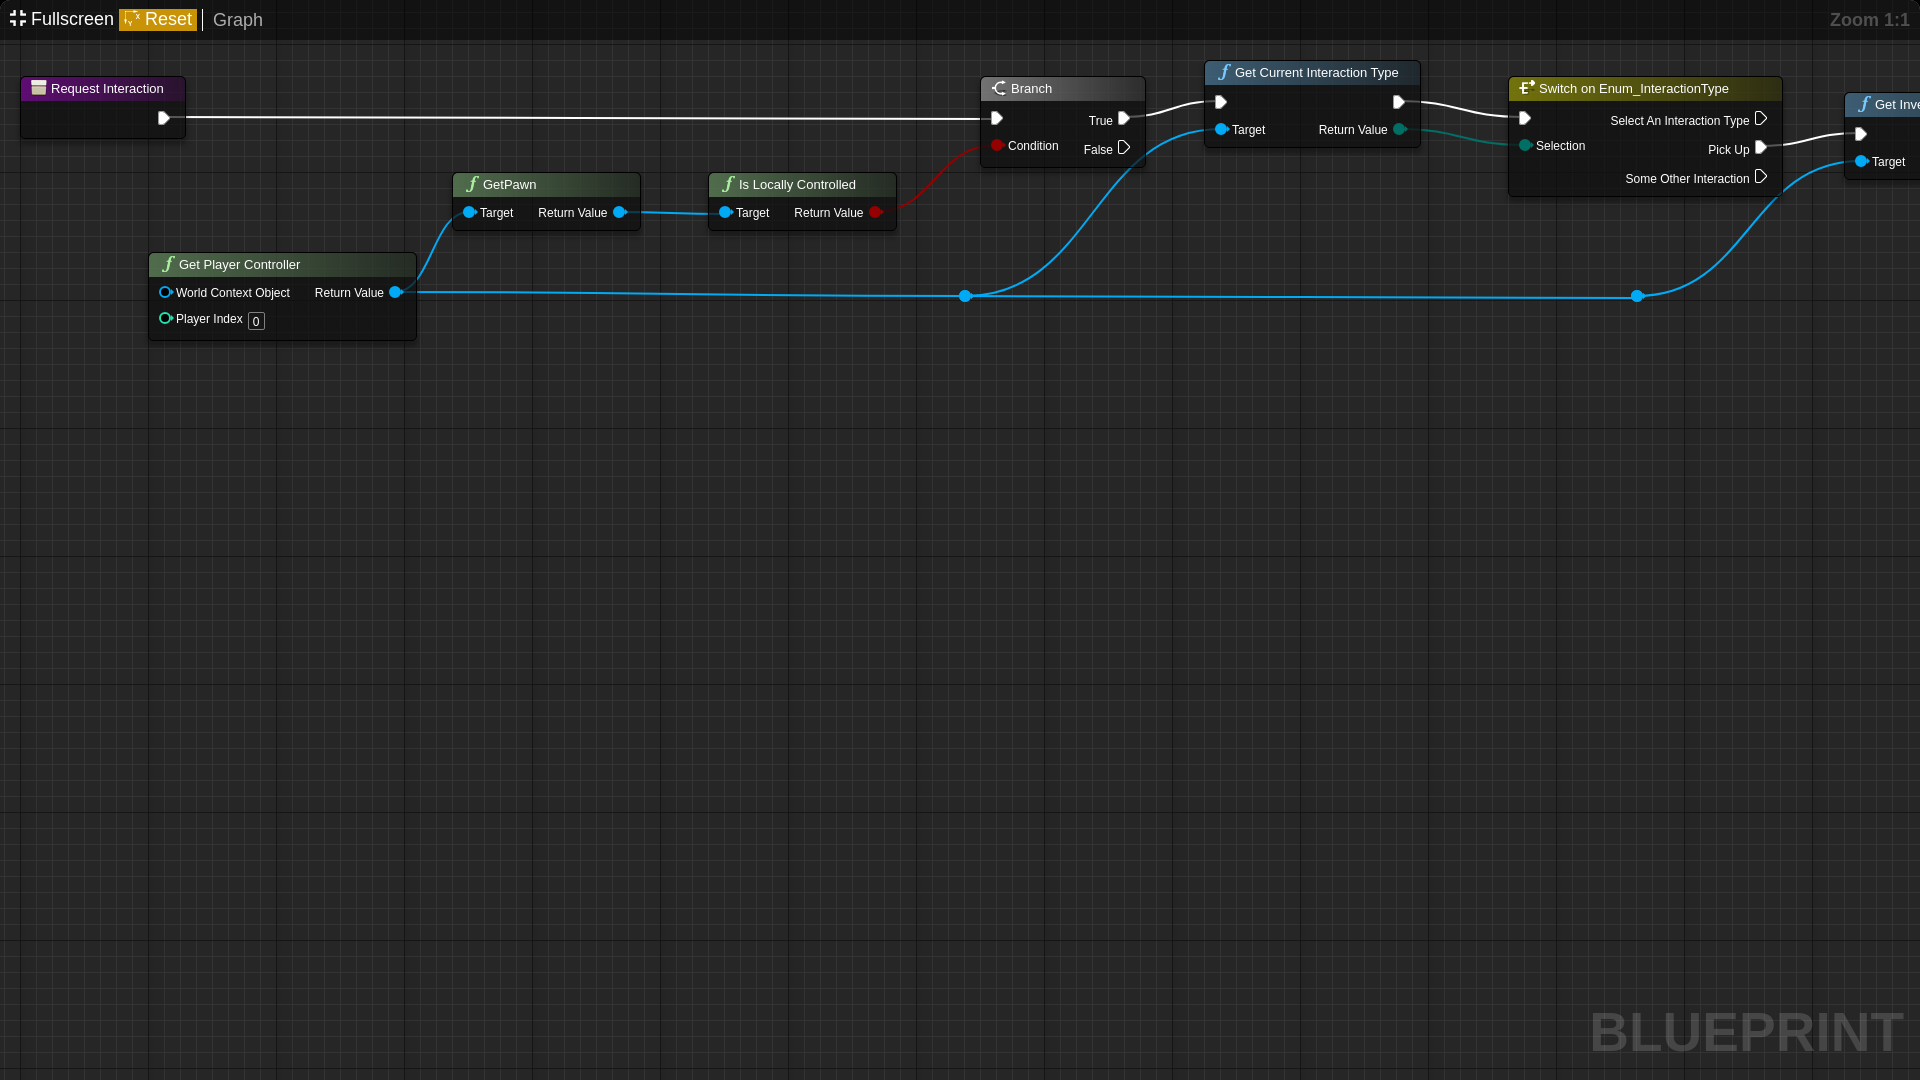 Fullscreen Reset Graph
Zoom 1:1
Request Interaction
Branch
True
Condition
False
Get Current Interaction Type
Target Return Value
Switch on Enum_InteractionType
Select An Interaction Type
Selection
Pick Up
Some Other Interaction
Get Inve
Target
GetPawn
Target Return Value
Is Locally Controlled
Target Return Value
Get Player Controller
World Context Object Return Value
Player Index 0
BLUEPRINT